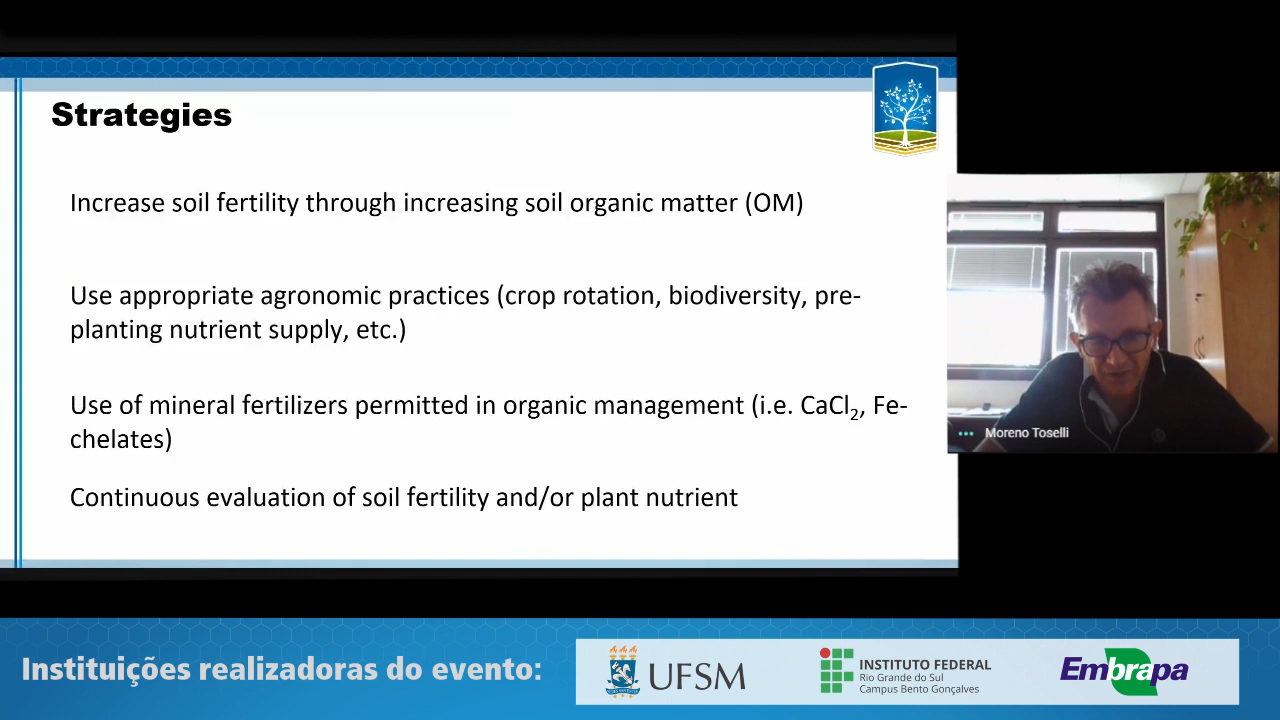 Strategies
Increase soil fertility through increasing soil organic matter (OM)
Use appropriate agronomic practices (crop rotation, biodiversity, pre-
planting nutrient supply, etc.)
Use of mineral fertilizers permitted in organic management (i.e. CaCl₂, Fe-
chelates)
Continuous evaluation of soil fertility and/or plant nutrient
Moreno Toselli
Instituições realizadoras do evento:
UFSM
INSTITUTO FEDERAL
Rio Grande do Sul
Campus Bento Gonçalves
Embrapa